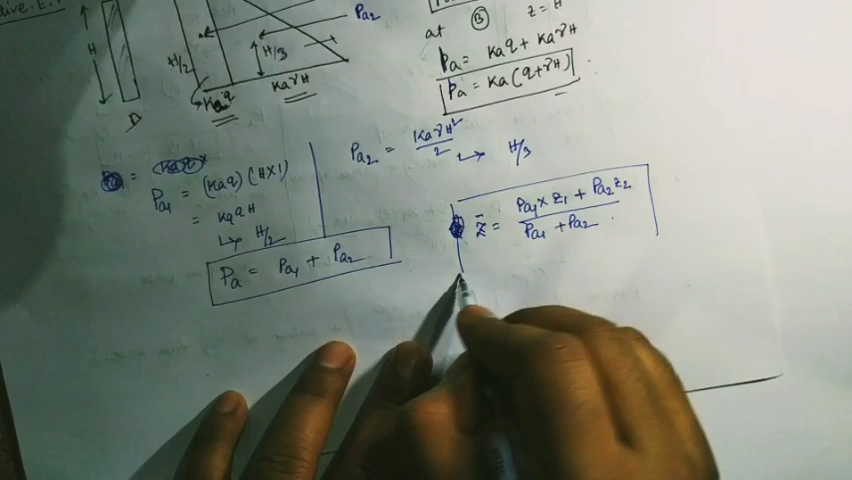 Pa2
H
H/2
H/3
Kaq
KaγH
D
at B z = H
Pa = Kaq + KaγH
Pa = Ka(q+γH)
Pa1 = (Kaq)(H×1)
= KaqH
↳ H/2
Pa2 = KaγH²/2 ↳ H/3
Pa = Pa1 + Pa2
z̄ = Pa1 × z1 + Pa2 z2 / Pa1 + Pa2